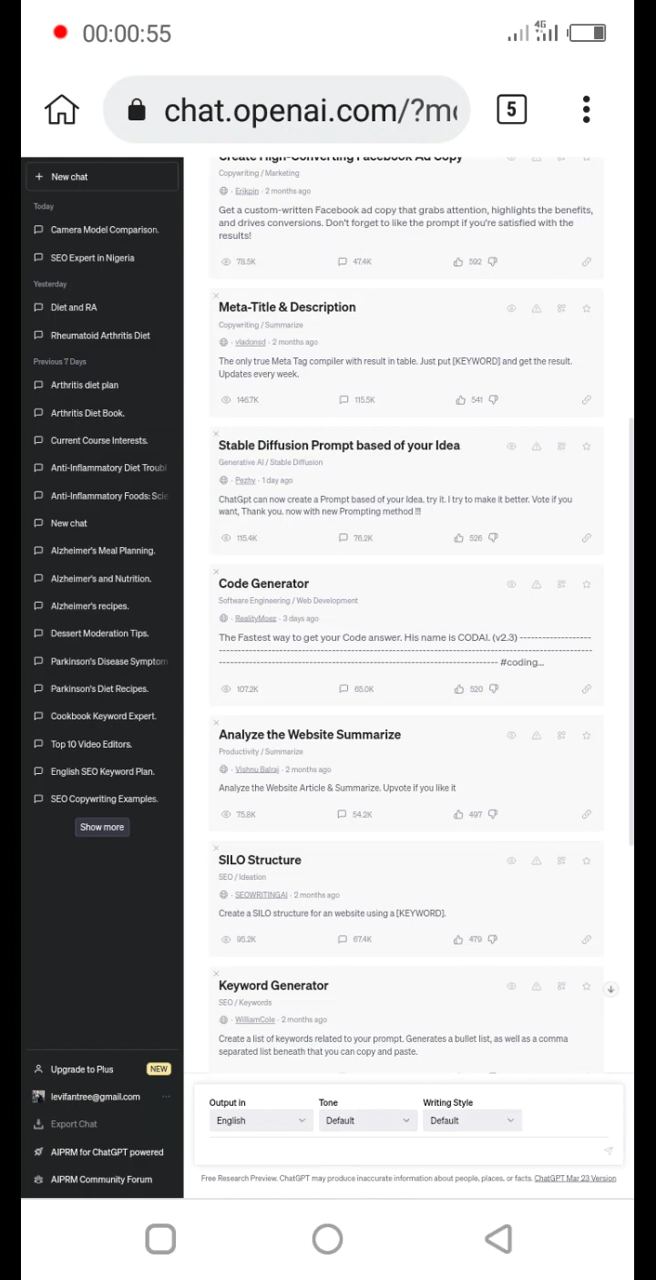 00:00:55
4G
chat.openai.com/?mo
5
+ New chat
Today
Camera Model Comparison.
SEO Expert in Nigeria
Yesterday
Diet and RA
Rheumatoid Arthritis Diet
Previous 7 Days
Arthritis diet plan
Arthritis Diet Book.
Current Course Interests.
Anti-Inflammatory Diet Troubl
Anti-Inflammatory Foods: Scie
New chat
Alzheimer's Meal Planning.
Alzheimer's and Nutrition.
Alzheimer's recipes.
Dessert Moderation Tips.
Parkinson's Disease Symptom
Parkinson's Diet Recipes.
Cookbook Keyword Expert.
Top 10 Video Editors.
English SEO Keyword Plan.
SEO Copywriting Examples.
Show more
Upgrade to Plus NEW
levifantree@gmail.com ...
Export Chat
AIPRM for ChatGPT powered
AIPRM Community Forum
Create High-Converting Facebook Ad Copy
Copywriting / Marketing
· Erikpin · 2 months ago
Get a custom-written Facebook ad copy that grabs attention, highlights the benefits,
and drives conversions. Don't forget to like the prompt if you're satisfied with the
results!
78.5K 47.4K 592
Meta-Title & Description
Copywriting / Summarize
· vladonsd · 2 months ago
The only true Meta Tag compiler with result in table. Just put [KEYWORD] and get the result.
Updates every week.
146.7K 115.5K 541
Stable Diffusion Prompt based of your Idea
Generative AI / Stable Diffusion
· Pezhy · 1 day ago
ChatGpt can now create a Prompt based of your Idea. try it. I try to make it better. Vote if you
want, Thank you. now with new Prompting method !!!
115.4K 76.2K 526
Code Generator
Software Engineering / Web Development
· RealityMoez · 3 days ago
The Fastest way to get your Code answer. His name is CODAI. (v2.3) -------------------
----------------------------------------------------------------------------------------------------
--------------------------------------------------------------------------- #coding...
107.2K 65.0K 520
Analyze the Website Summarize
Productivity / Summarize
· Vishnu Balraj · 2 months ago
Analyze the Website Article & Summarize. Upvote if you like it
75.8K 54.2K 497
SILO Structure
SEO / Ideation
· SEOWRITINGAI · 2 months ago
Create a SILO structure for an website using a [KEYWORD].
95.2K 67.4K 479
Keyword Generator
SEO / Keywords
· WilliamCole · 2 months ago
Create a list of keywords related to your prompt. Generates a bullet list, as well as a comma
separated list beneath that you can copy and paste.
Output in Tone Writing Style
English Default Default
Free Research Preview. ChatGPT may produce inaccurate information about people, places, or facts. ChatGPT Mar 23 Version